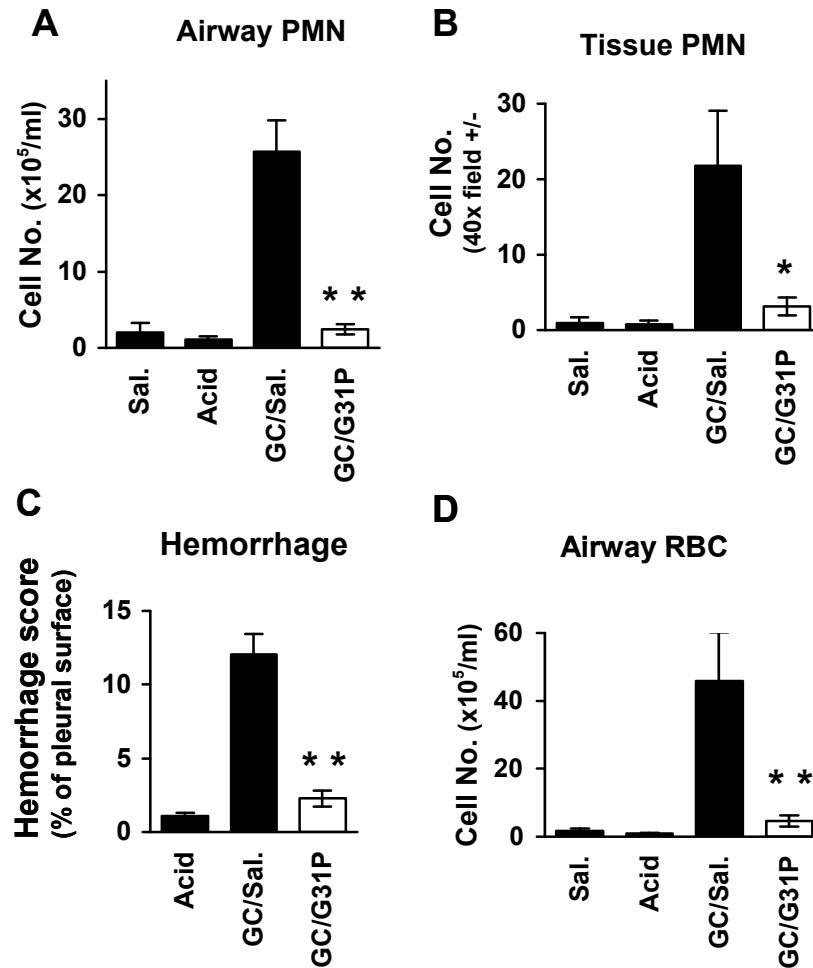 A
Airway PMN
Cell No. (x10⁵/ml)
30
20
10
0
* *
Sal.
Acid
GC/Sal.
GC/G31P
B
Tissue PMN
Cell No.
(40x field +/-
30
20
10
0
*
Sal.
Acid
GC/Sal.
GC/G31P
C
Hemorrhage
Hemorrhage score
(% of pleural surface)
15
10
5
0
* *
Acid
GC/Sal.
GC/G31P
D
Airway RBC
Cell No. (x10⁵/ml)
60
40
20
0
* *
Sal.
Acid
GC/Sal.
GC/G31P